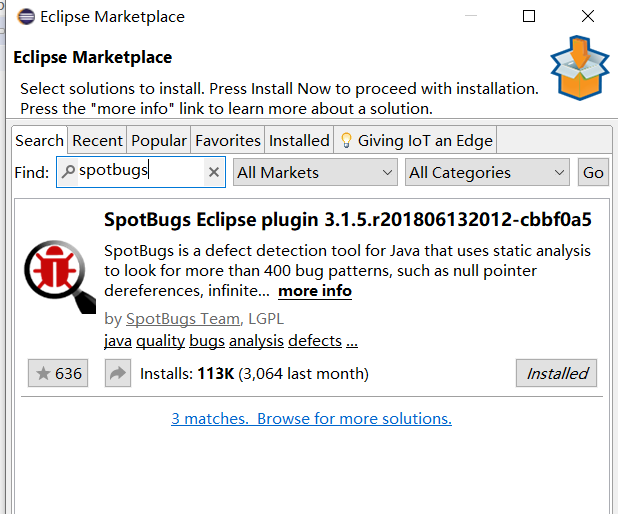 Eclipse Marketplace
Eclipse Marketplace
Select solutions to install. Press Install Now to proceed with installation.
Press the "more info" link to learn more about a solution.
Search Recent Popular Favorites Installed Giving IoT an Edge
Find: spotbugs All Markets All Categories Go
SpotBugs Eclipse plugin 3.1.5.r201806132012-cbbf0a5
SpotBugs is a defect detection tool for Java that uses static analysis
to look for more than 400 bug patterns, such as null pointer
dereferences, infinite... more info
by SpotBugs Team, LGPL
java quality bugs analysis defects ...
636 Installs: 113K (3,064 last month) Installed
3 matches. Browse for more solutions.